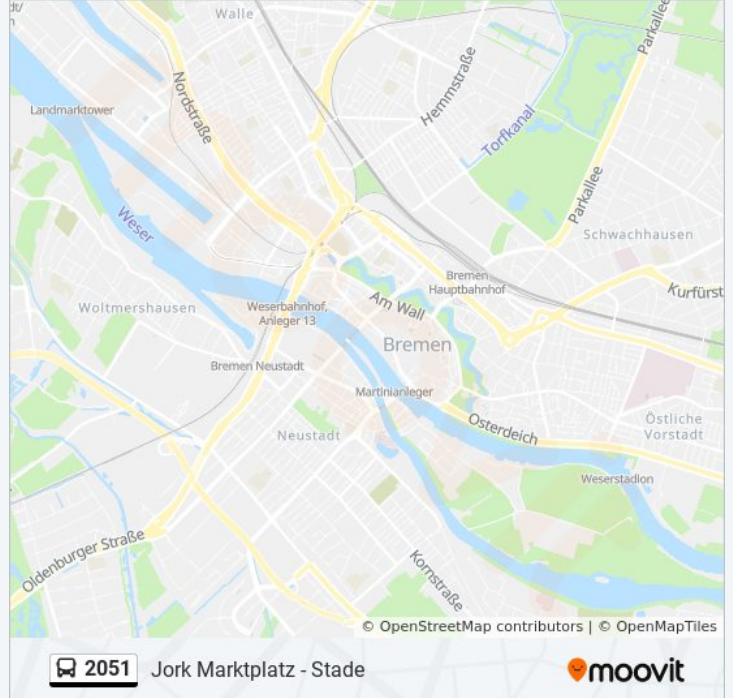 Walle
Parkallee
Hemmstraße
Nordstraße
Landmarktower
Torfkanal
Parkallee
Weser
Schwachhausen
Bremen
Hauptbahnhof
Kurfürst
Woltmershausen
Weserbahnhof,
Anleger 13
Am Wall
Bremen
Bremen Neustadt
Martinianleger
Neustadt
Osterdeich
Östliche
Vorstadt
Weserstadion
Oldenburger Straße
Kornstraße
© OpenStreetMap contributors | © OpenMapTiles
2051 Jork Marktplatz - Stade
moovit